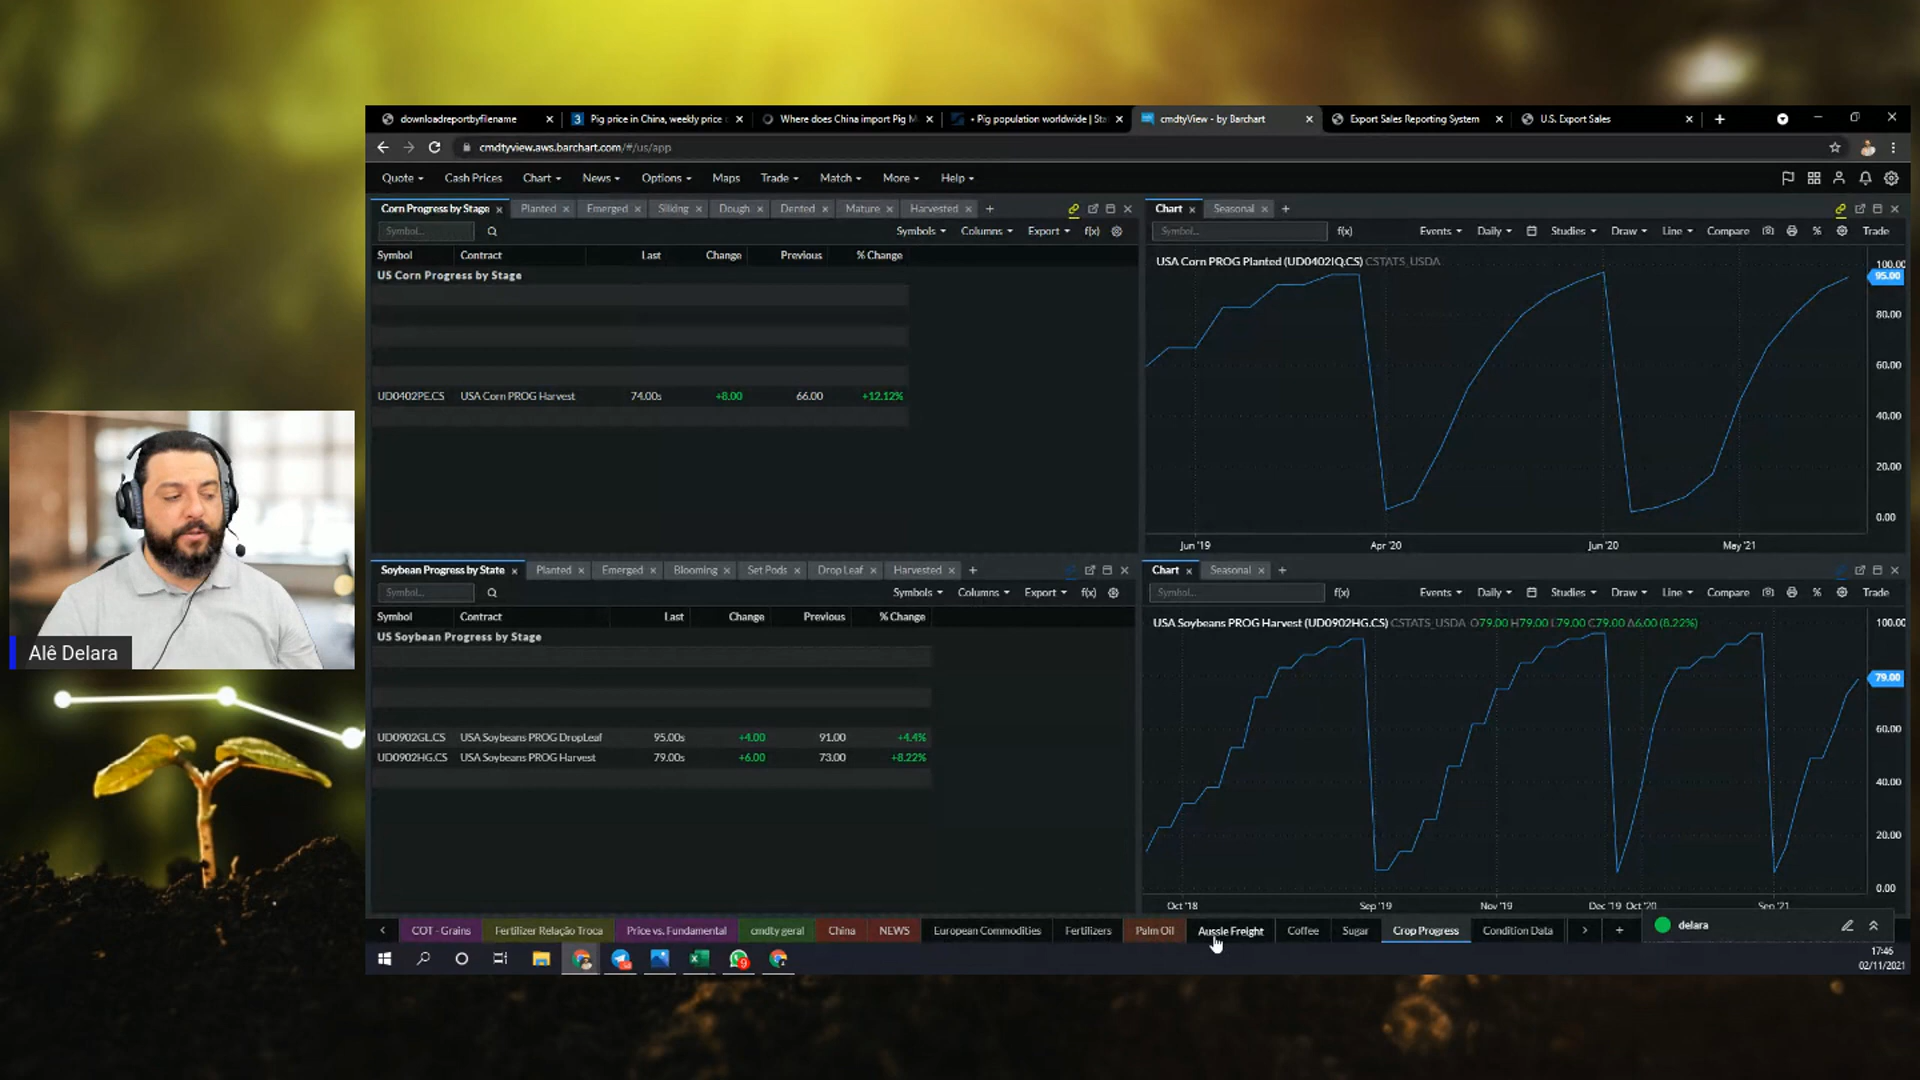 downloadreportbyfilename
Pig price in China, weekly price
Where does China import Pig M
• Pig population worldwide | Sta
cmdtyView - by Barchart
Export Sales Reporting System
U.S. Export Sales
cmdtyview.aws.barchart.com/#/us/app
Quote Cash Prices Chart News Options Maps Trade Match More Help
Corn Progress by Stage Planted Emerged Silking Dough Dented Mature Harvested
Symbol... Symbols Columns Export f(x)
Symbol Contract Last Change Previous % Change
US Corn Progress by Stage
UD0402PE.CS USA Corn PROG Harvest 74.00s +8.00 66.00 +12.12%
Chart Seasonal
Symbol... f(x) Events Daily Studies Draw Line Compare % Trade
USA Corn PROG Planted (UD0402IQ.CS) CSTATS_USDA
100.00
95.00
80.00
60.00
40.00
20.00
0.00
Jun '19 Apr '20 Jun '20 May '21
Alê Delara
Soybean Progress by State Planted Emerged Blooming Set Pods Drop Leaf Harvested
Symbol... Symbols Columns Export f(x)
Symbol Contract Last Change Previous % Change
US Soybean Progress by Stage
UD0902GL.CS USA Soybeans PROG DropLeaf 95.00s +4.00 91.00 +4.4%
UD0902HG.CS USA Soybeans PROG Harvest 79.00s +6.00 73.00 +8.22%
Chart Seasonal
Symbol... f(x) Events Daily Studies Draw Line Compare % Trade
USA Soybeans PROG Harvest (UD0902HG.CS) CSTATS_USDA O79.00 H79.00 L79.00 C79.00 Δ6.00 (8.22%)
100.00
79.00
60.00
40.00
20.00
0.00
Oct '18 Sep '19 Nov '19 Dec '19 Oct '20 Sep '21
COT - Grains Fertilizer Relação Troca Price vs. Fundamental cmdty geral China NEWS European Commodities Fertilizers Palm Oil Aussie Freight Coffee Sugar Crop Progress Condition Data
delara
9
17:46
02/11/2021